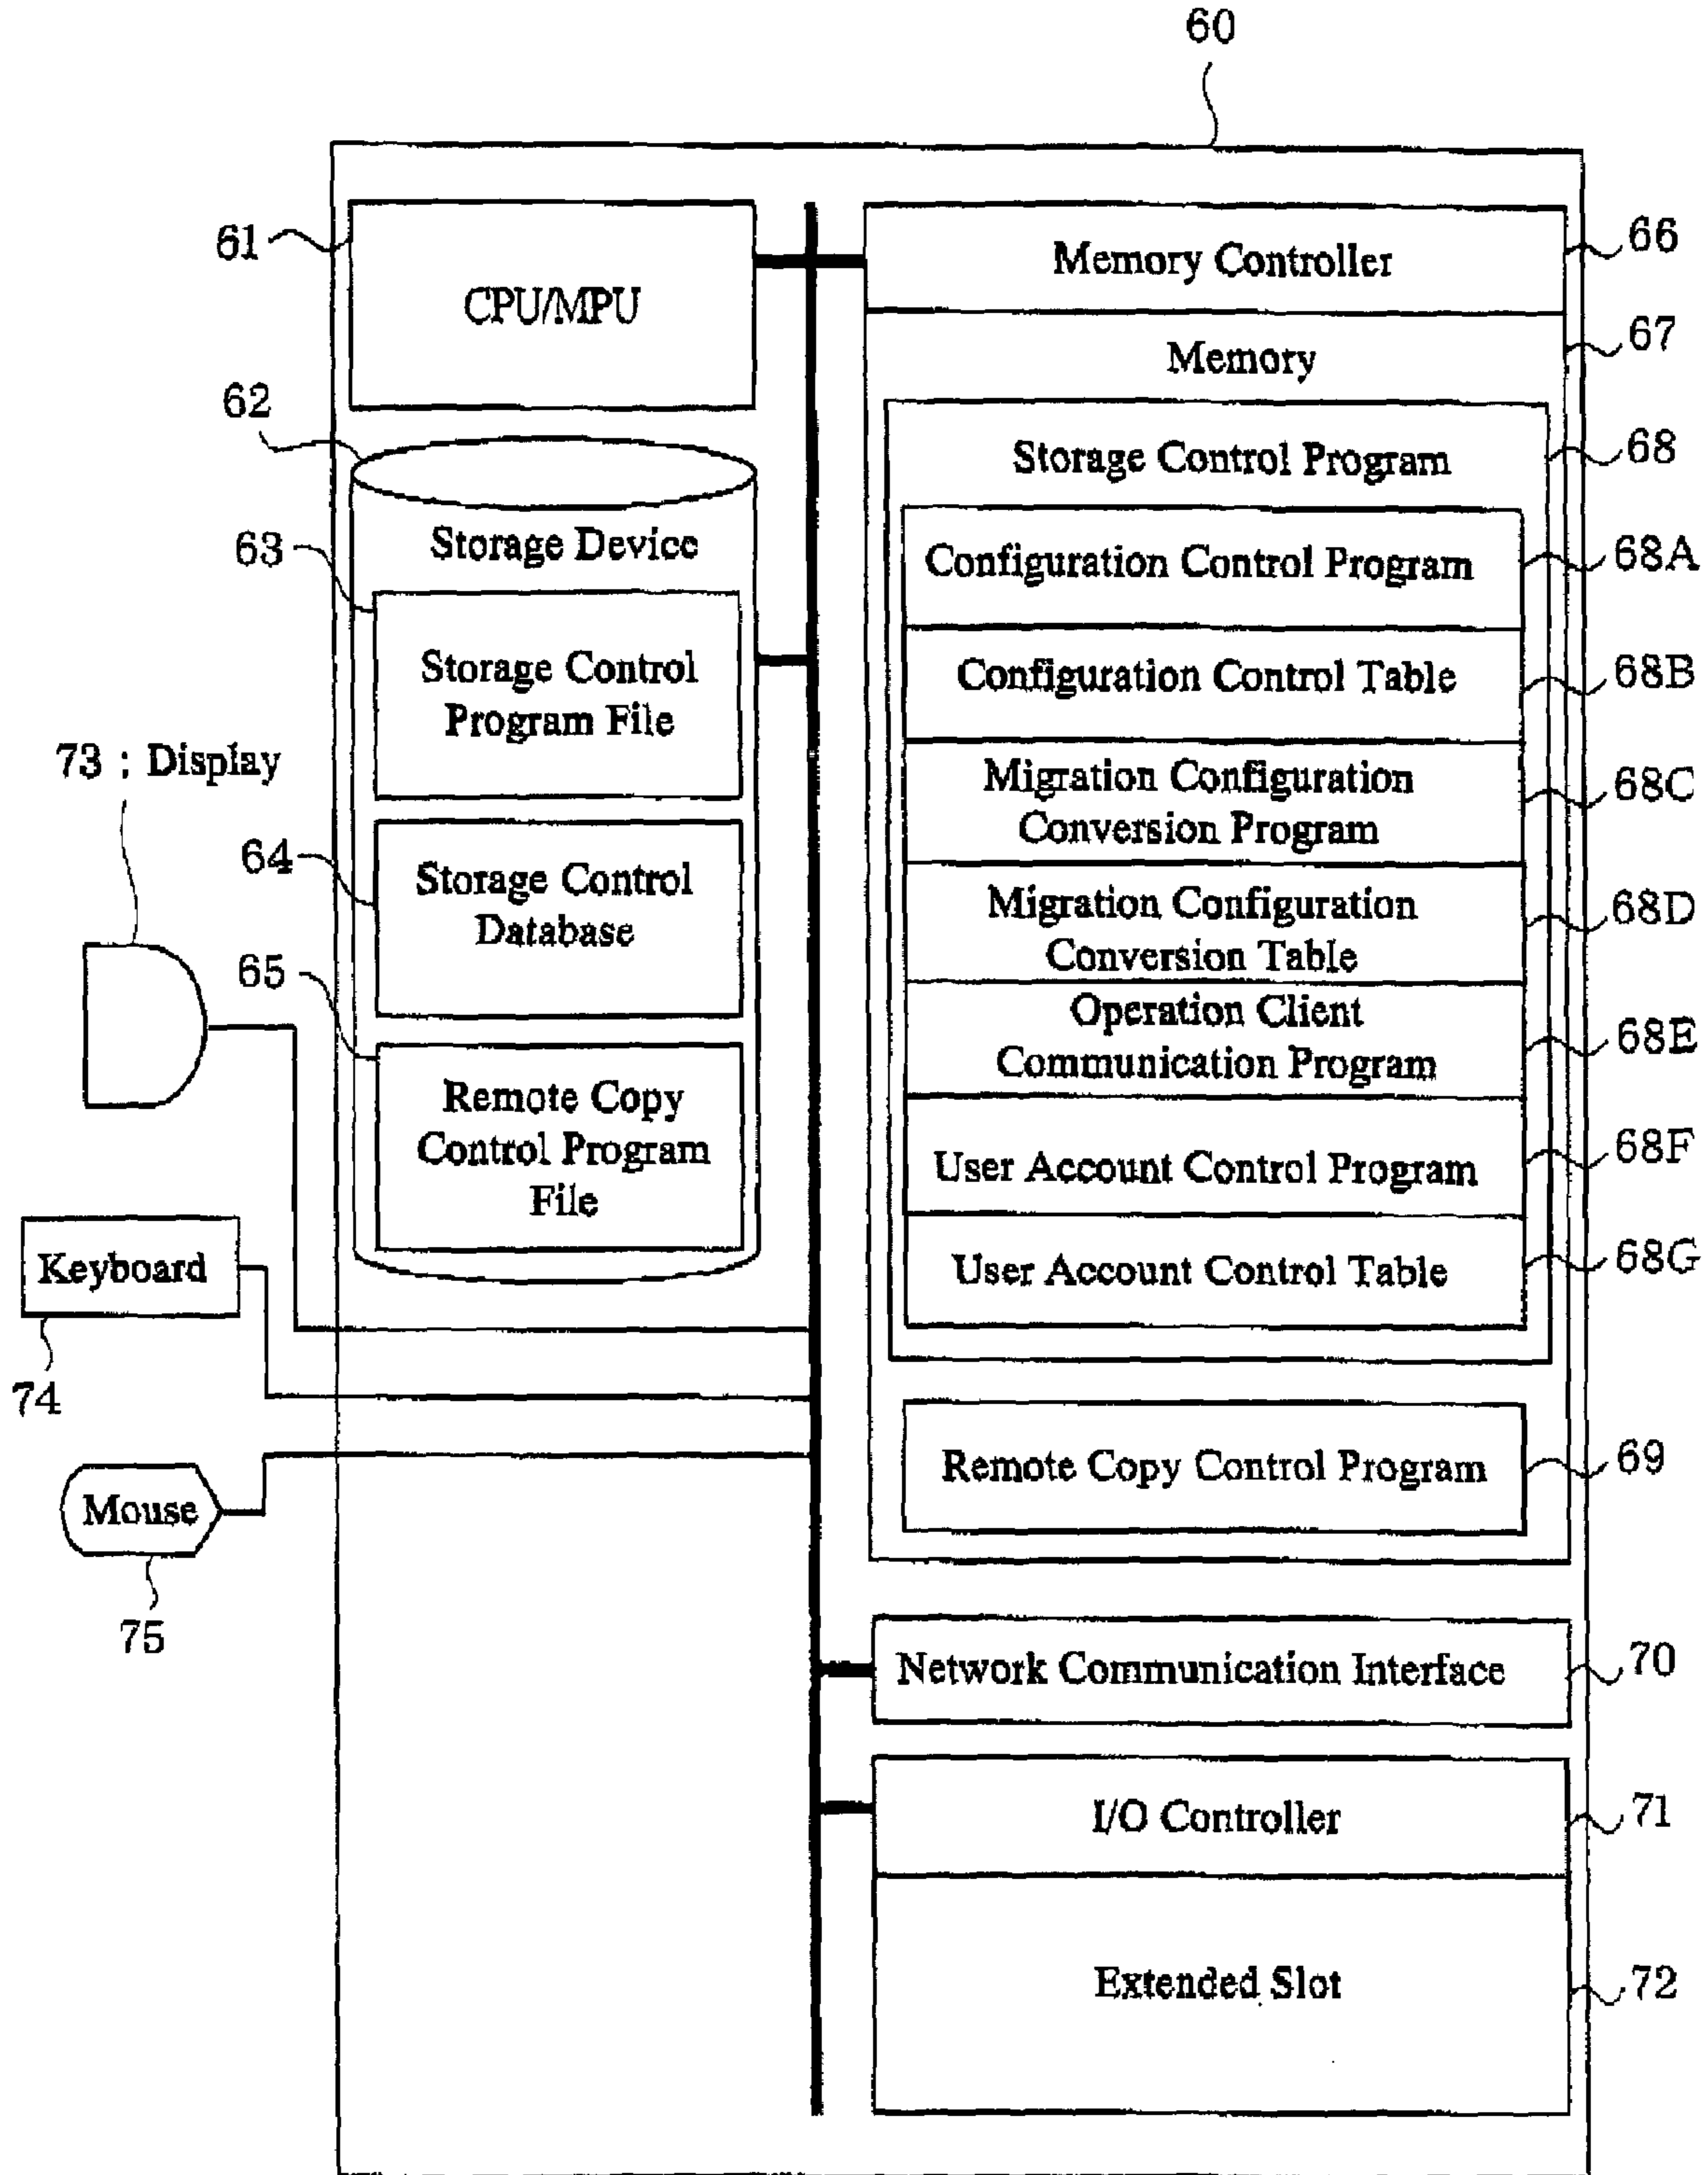 60
61
CPU/MPU
66
Memory Controller
67
Memory
62
Storage Device
63
Storage Control
Program File
64
Storage Control
Database
65
Remote Copy
Control Program
File
68
Storage Control Program
68A
Configuration Control Program
68B
Configuration Control Table
68C
Migration Configuration
Conversion Program
68D
Migration Configuration
Conversion Table
68E
Operation Client
Communication Program
68F
User Account Control Program
68G
User Account Control Table
69
Remote Copy Control Program
70
Network Communication Interface
71
I/O Controller
72
Extended Slot
73 ; Display
Keyboard
74
Mouse
75